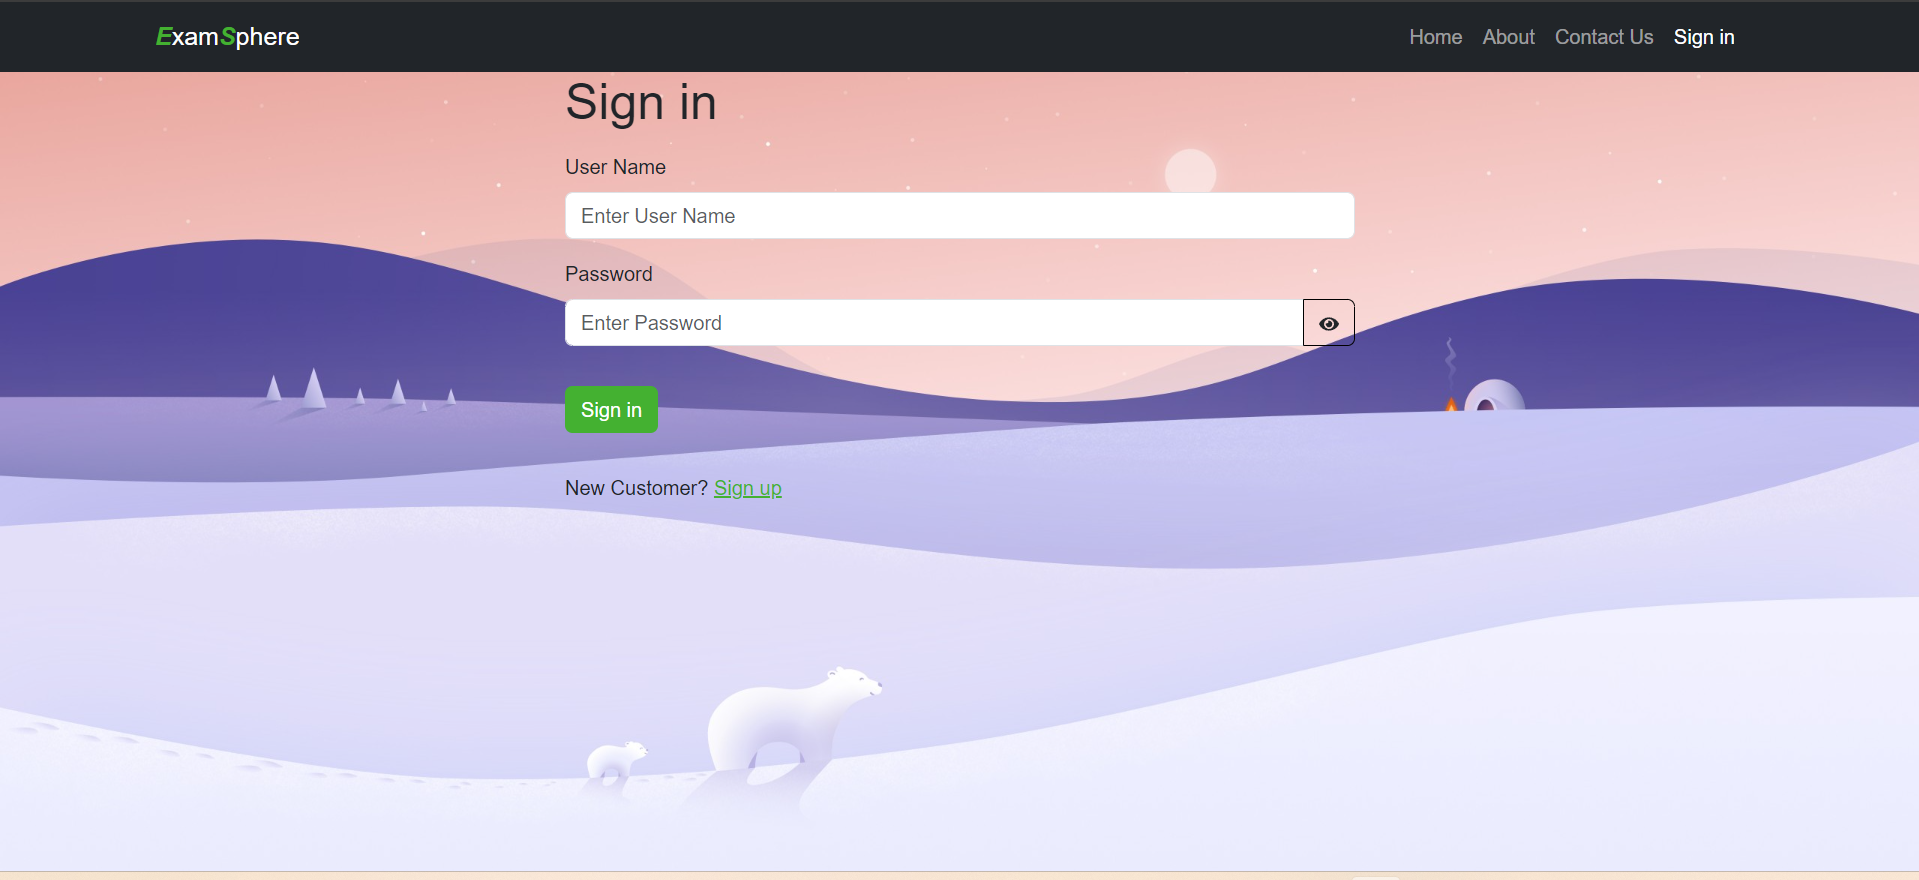 ExamSphere Home About Contact Us Sign in
Sign in
User Name
Enter User Name
Password
Enter Password
Sign in
New Customer? Sign up